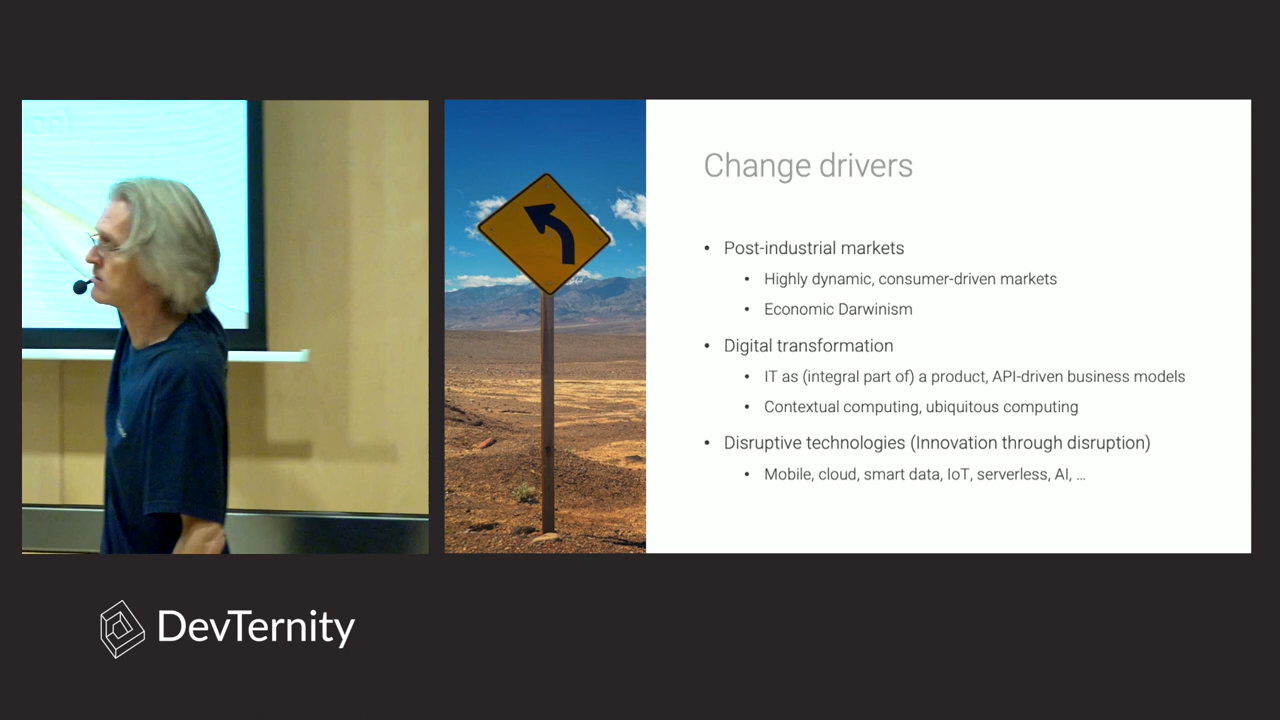 Change drivers
• Post-industrial markets
• Highly dynamic, consumer-driven markets
• Economic Darwinism
• Digital transformation
• IT as (integral part of) a product, API-driven business models
• Contextual computing, ubiquitous computing
• Disruptive technologies (Innovation through disruption)
• Mobile, cloud, smart data, IoT, serverless, AI, …
DevTernity